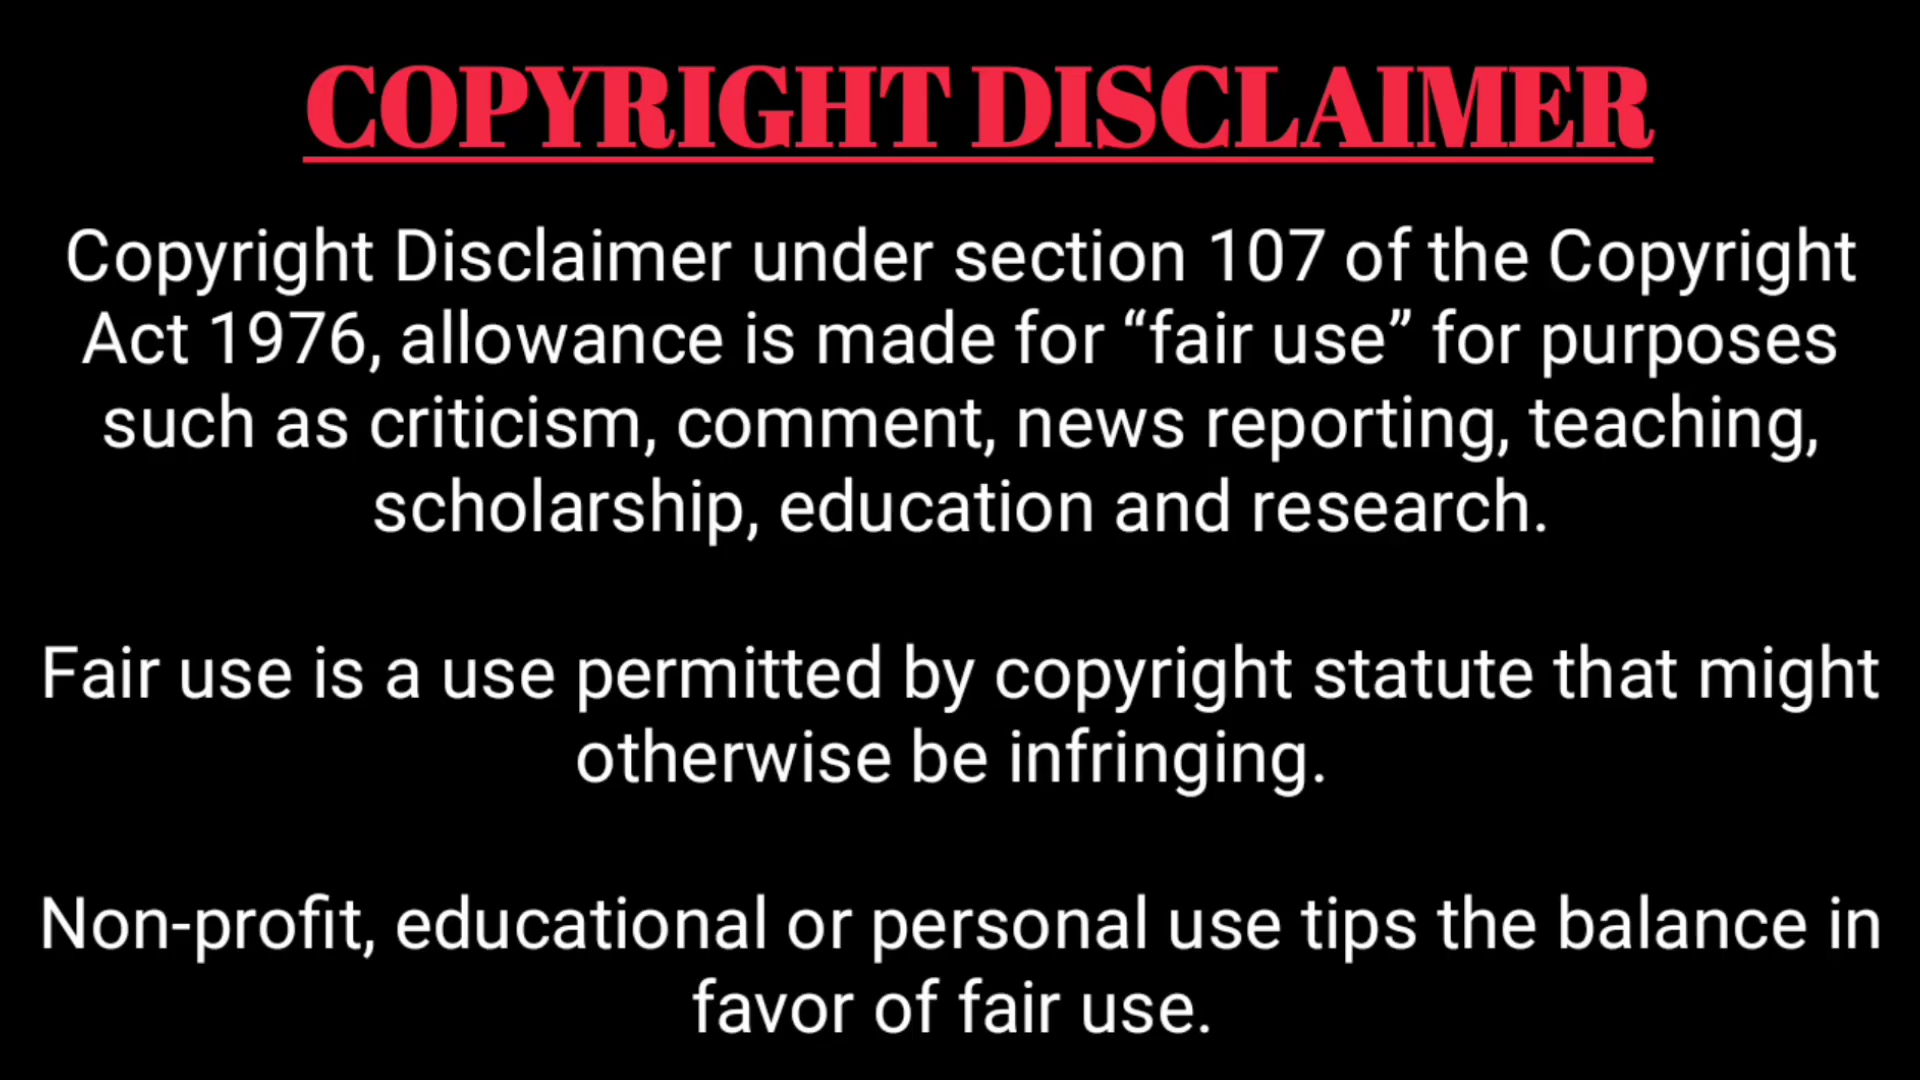 COPYRIGHT DISCLAIMER
Copyright Disclaimer under section 107 of the Copyright
Act 1976, allowance is made for “fair use” for purposes
such as criticism, comment, news reporting, teaching,
scholarship, education and research.
Fair use is a use permitted by copyright statute that might
otherwise be infringing.
Non-profit, educational or personal use tips the balance in
favor of fair use.